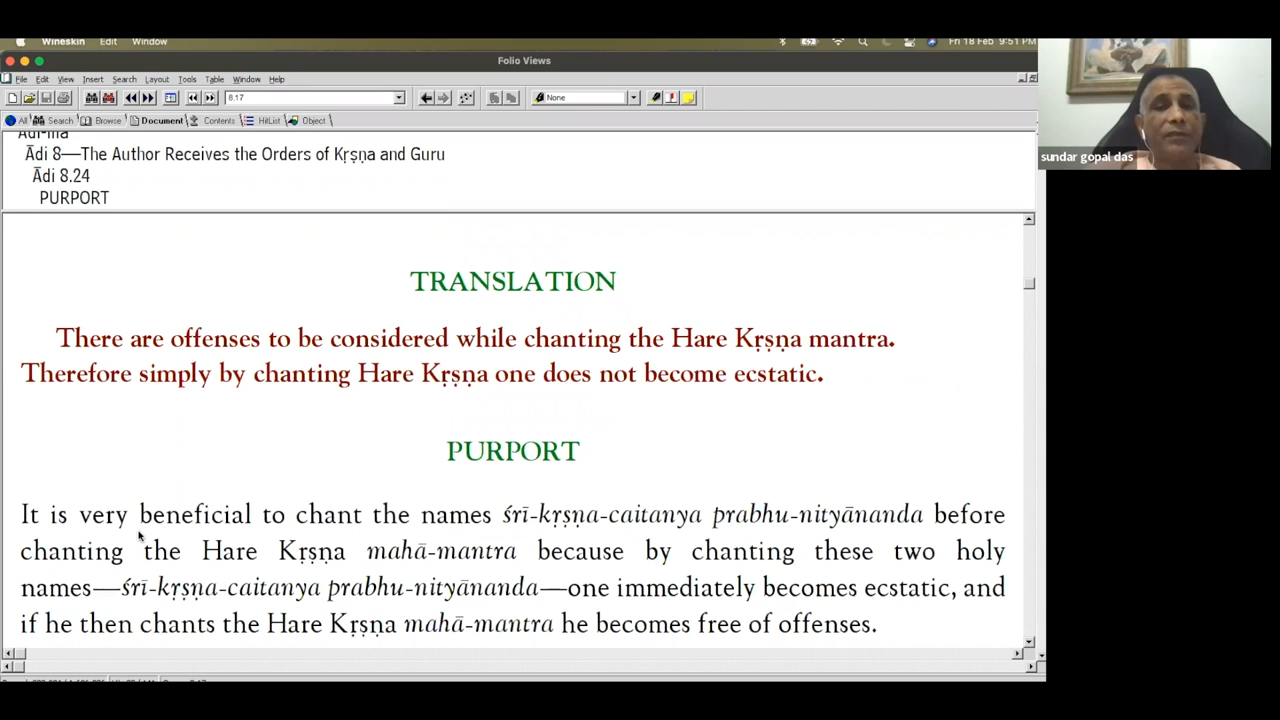 Wineskin Edit Window Fri 18 Feb 9:51 PM
Folio Views
File Edit View Insert Search Layout Tools Table Window Help
8.17 None
All Search Browse Document Contents HitList Object
Ādi-līlā
Ādi 8—The Author Receives the Orders of Kṛṣṇa and Guru
Ādi 8.24
PURPORT
sundar gopal das
TRANSLATION
There are offenses to be considered while chanting the Hare Kṛṣṇa mantra.
Therefore simply by chanting Hare Kṛṣṇa one does not become ecstatic.
PURPORT
It is very beneficial to chant the names śrī-kṛṣṇa-caitanya prabhu-nityānanda before
chanting the Hare Kṛṣṇa mahā-mantra because by chanting these two holy
names—śrī-kṛṣṇa-caitanya prabhu-nityānanda—one immediately becomes ecstatic, and
if he then chants the Hare Kṛṣṇa mahā-mantra he becomes free of offenses.